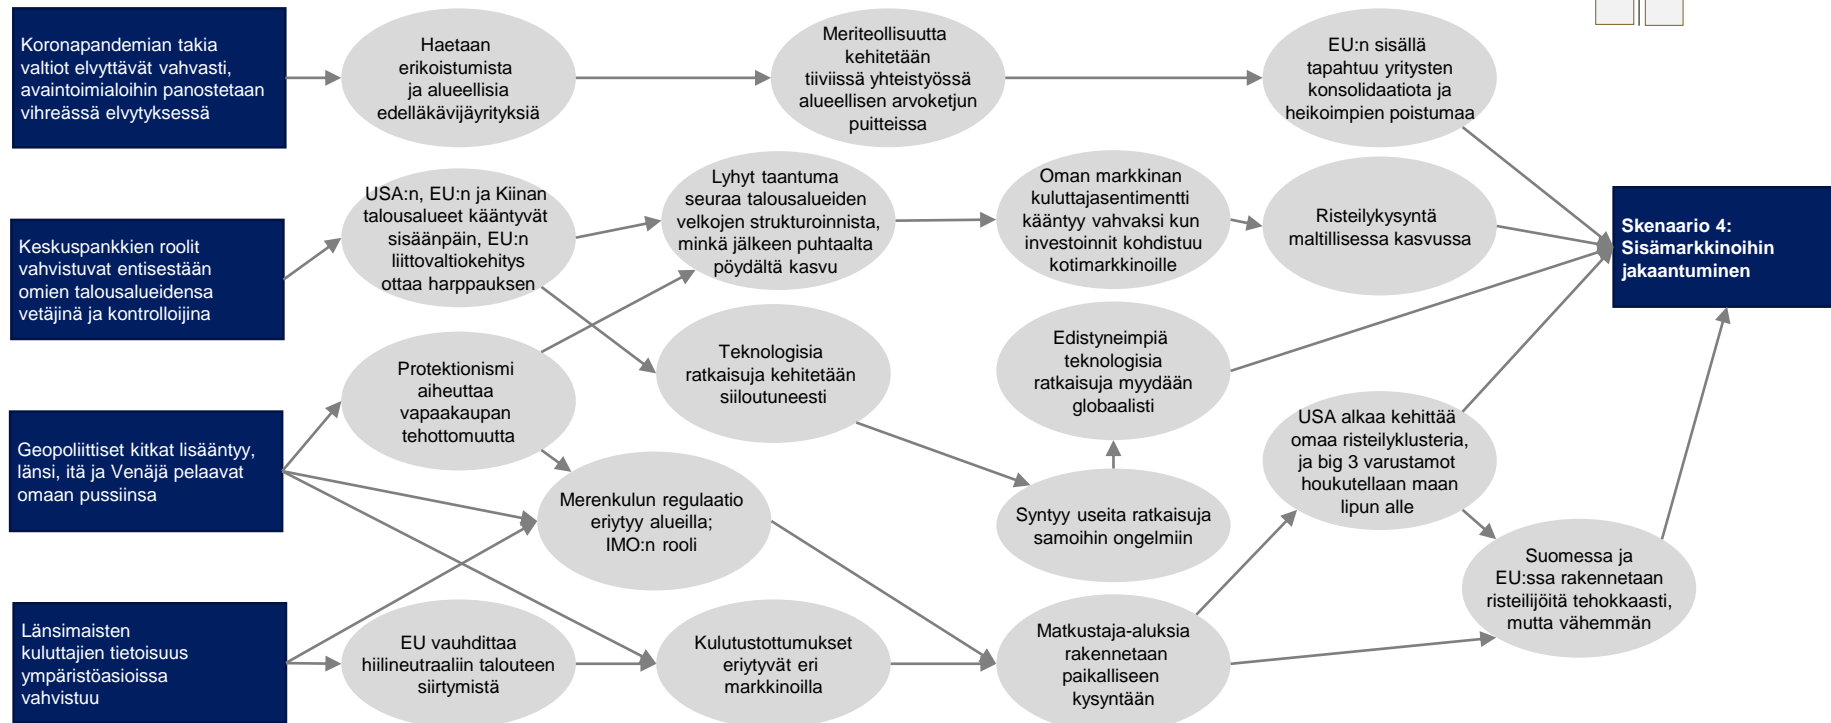 Koronapandemian takia
valtiot elvyttävät vahvasti,
avaintoimialoihin panostetaan
vihreässä elvytyksessä
Haetaan
erikoistumista
ja alueellisia
edelläkävijäyrityksiä
Meriteollisuutta
kehitetään
tiiviissä yhteistyössä
alueellisen arvoketjun
puitteissa
EU:n sisällä
tapahtuu yritysten
konsolidaatiota ja
heikoimpien poistumaa
Keskuspankkien roolit
vahvistuvat entisestään
omien talousalueidensa
vetäjinä ja kontrolloijina
USA:n, EU:n ja Kiinan
talousalueet kääntyvät
sisäänpäin, EU:n
liittovaltiokehitys
ottaa harppauksen
Lyhyt taantuma
seuraa talousalueiden
velkojen strukturoinnista,
minkä jälkeen puhtaalta
pöydältä kasvu
Oman markkinan
kuluttajasentimentti
kääntyy vahvaksi kun
investoinnit kohdistuu
kotimarkkinoille
Risteilykysyntä
maltillisessa kasvussa
Skenaario 4:
Sisämarkkinoihin
jakaantuminen
Geopoliittiset kitkat lisääntyy,
länsi, itä ja Venäjä pelaavat
omaan pussiinsa
Protektionismi
aiheuttaa
vapaakaupan
tehottomuutta
Teknologisia
ratkaisuja kehitetään
siiloutuneesti
Edistyneimpiä
teknologisia
ratkaisuja myydään
globaalisti
Merenkulun regulaatio
eriytyy alueilla;
IMO:n rooli
Syntyy useita ratkaisuja
samoihin ongelmiin
USA alkaa kehittää
omaa risteilyklusteria,
ja big 3 varustamot
houkutellaan maan
lipun alle
Länsimaisten
kuluttajien tietoisuus
ympäristöasioissa
vahvistuu
EU vauhdittaa
hiilineutraaliin talouteen
siirtymistä
Kulutustottumukset
eriytyvät eri
markkinoilla
Matkustaja-aluksia
rakennetaan
paikalliseen
kysyntään
Suomessa ja
EU:ssa rakennetaan
risteilijöitä tehokkaasti,
mutta vähemmän